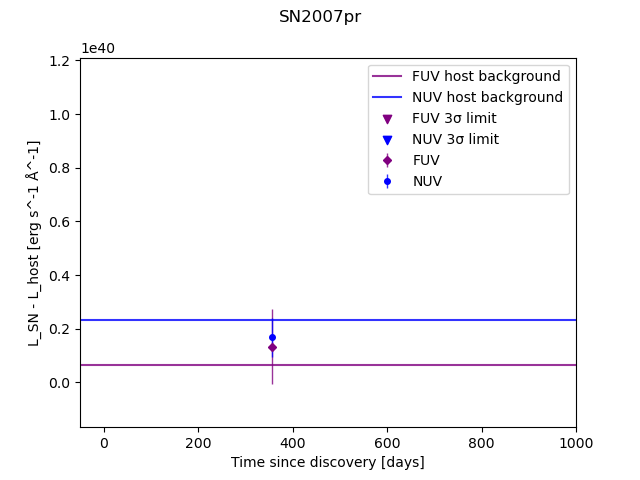 SN2007pr
1e40
1.2
1.0
0.8
0.6
0.4
0.2
0.0
L_SN - L_host [erg s^-1 Å^-1]
FUV host background
NUV host background
FUV 3σ limit
NUV 3σ limit
FUV
NUV
0 200 400 600 800 1000
Time since discovery [days]